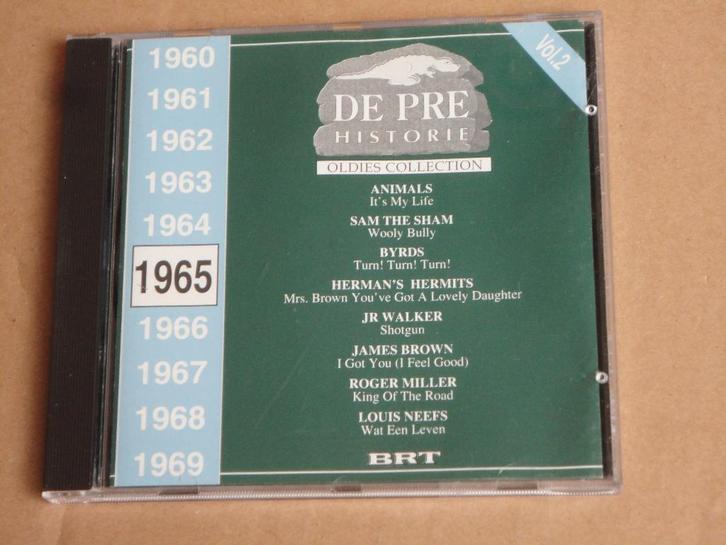 1960
1961
1962
1963
1964
1965
1966
1967
1968
1969
Vol.2
DE PRE
HISTORIE
OLDIES COLLECTION
ANIMALS
It's My Life
SAM THE SHAM
Wooly Bully
BYRDS
Turn! Turn! Turn!
HERMAN'S HERMITS
Mrs. Brown You've Got A Lovely Daughter
JR WALKER
Shotgun
JAMES BROWN
I Got You (I Feel Good)
ROGER MILLER
King Of The Road
LOUIS NEEFS
Wat Een Leven
BRT